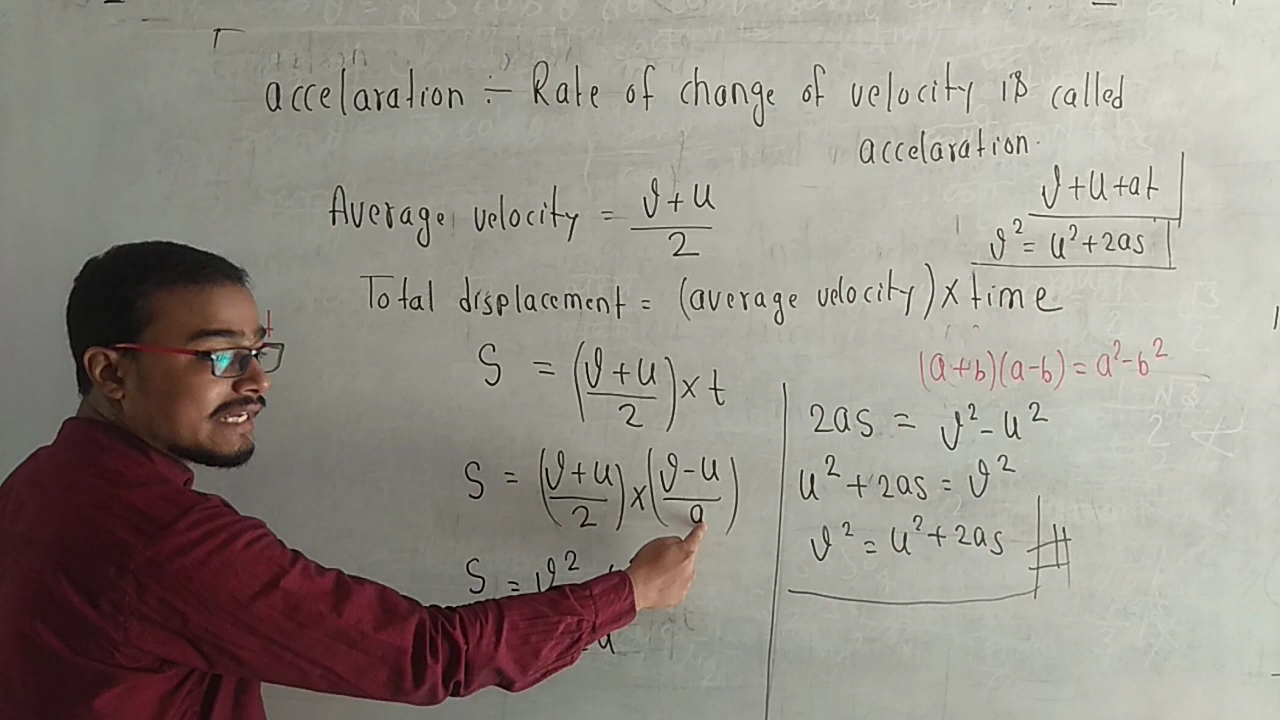 accelaration :- Rate of change of velocity is called
accelaration.
Average velocity = v+u/2
v+u+at
v² = u²+2as
Total displacement = (average velocity) × time
S = (v+u/2) × t
S = (v+u/2) × (v-u/a)
S = v²
(a+b)(a-b) = a²-b²
2as = v²-u²
u²+2as = v²
v² = u²+2as #